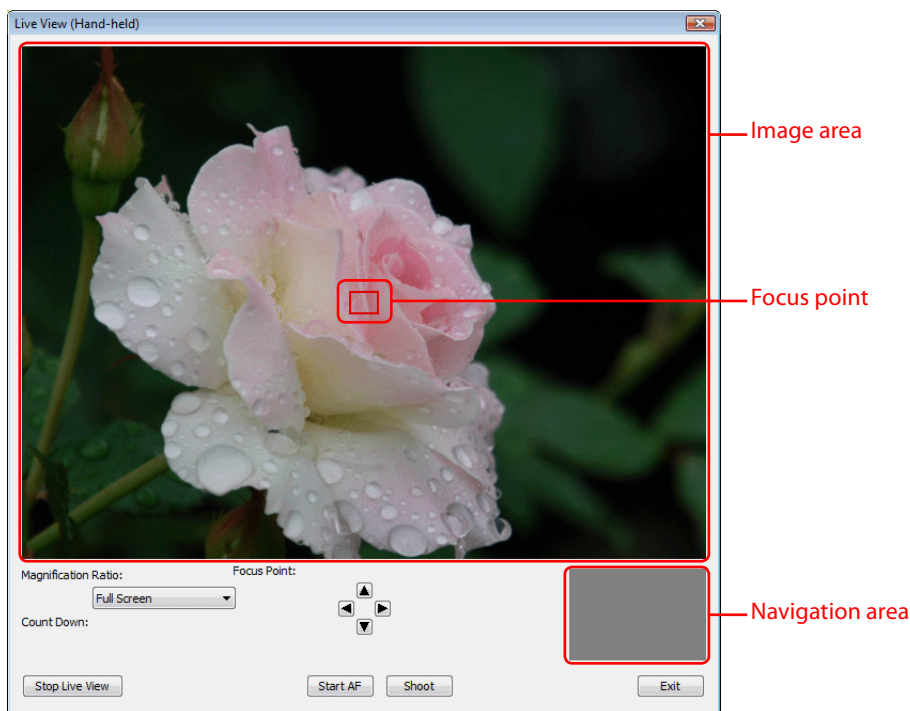 Live View (Hand-held)
Image area
Focus point
Magnification Ratio:
Focus Point:
Full Screen
Count Down:
Navigation area
Stop Live View
Start AF
Shoot
Exit